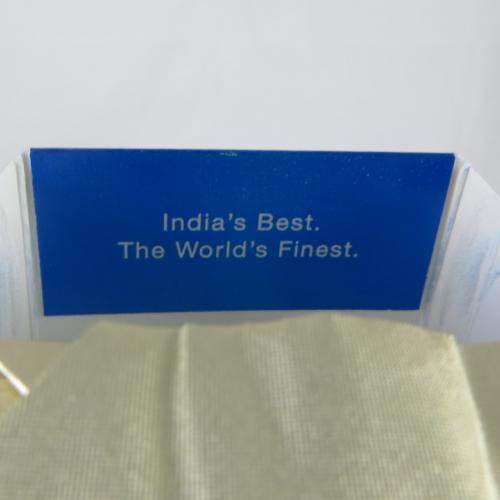 India's Best.
The World's Finest.